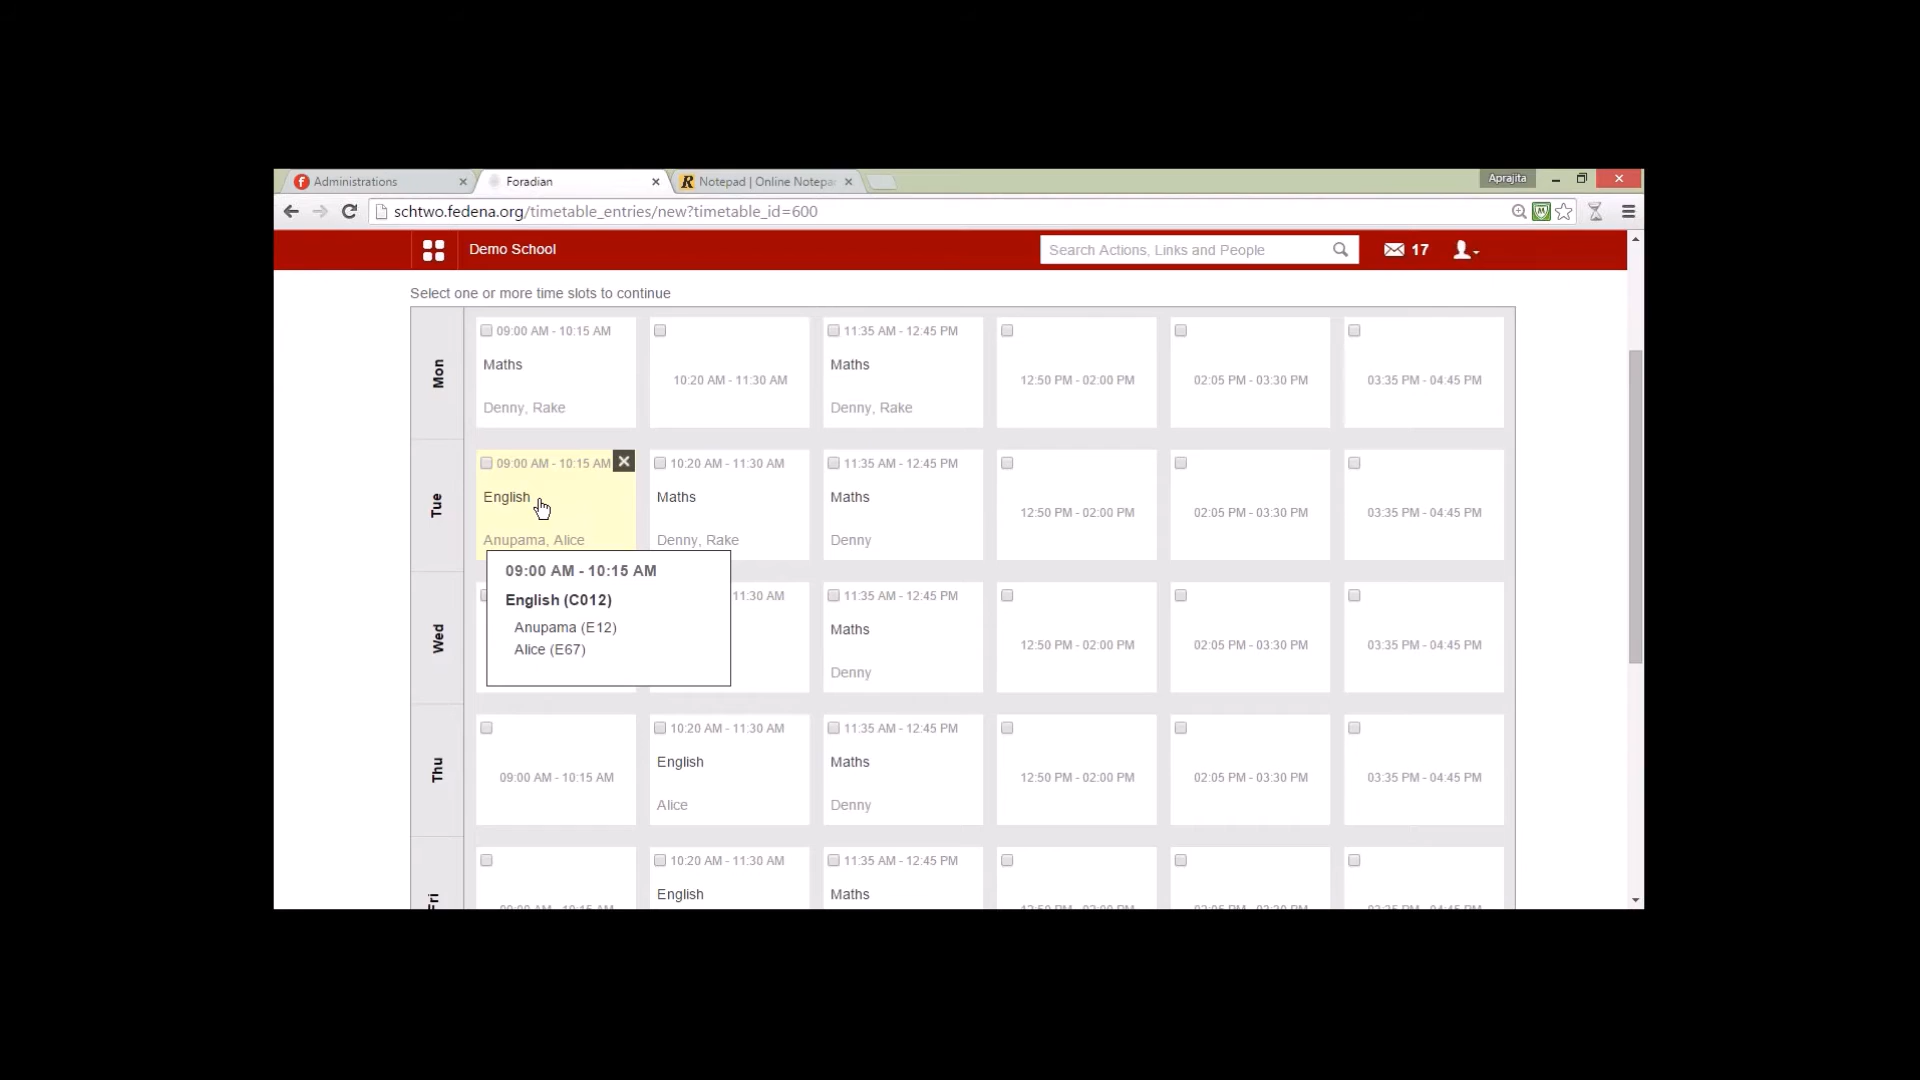 Administrations
Foradian
Notepad | Online Notepa
Aprajita
schtwo.fedena.org/timetable_entries/new?timetable_id=600
Demo School
Search Actions, Links and People
17
Select one or more time slots to continue
Mon
09:00 AM - 10:15 AM
Maths
Denny, Rake
10:20 AM - 11:30 AM
11:35 AM - 12:45 PM
Maths
Denny, Rake
12:50 PM - 02:00 PM
02:05 PM - 03:30 PM
03:35 PM - 04:45 PM
Tue
09:00 AM - 10:15 AM
English
Anupama, Alice
10:20 AM - 11:30 AM
Maths
Denny, Rake
11:35 AM - 12:45 PM
Maths
Denny
12:50 PM - 02:00 PM
02:05 PM - 03:30 PM
03:35 PM - 04:45 PM
09:00 AM - 10:15 AM
English (C012)
Anupama (E12)
Alice (E67)
Wed
11:30 AM
11:35 AM - 12:45 PM
Maths
Denny
12:50 PM - 02:00 PM
02:05 PM - 03:30 PM
03:35 PM - 04:45 PM
Thu
09:00 AM - 10:15 AM
10:20 AM - 11:30 AM
English
Alice
11:35 AM - 12:45 PM
Maths
Denny
12:50 PM - 02:00 PM
02:05 PM - 03:30 PM
03:35 PM - 04:45 PM
Fri
10:20 AM - 11:30 AM
English
11:35 AM - 12:45 PM
Maths